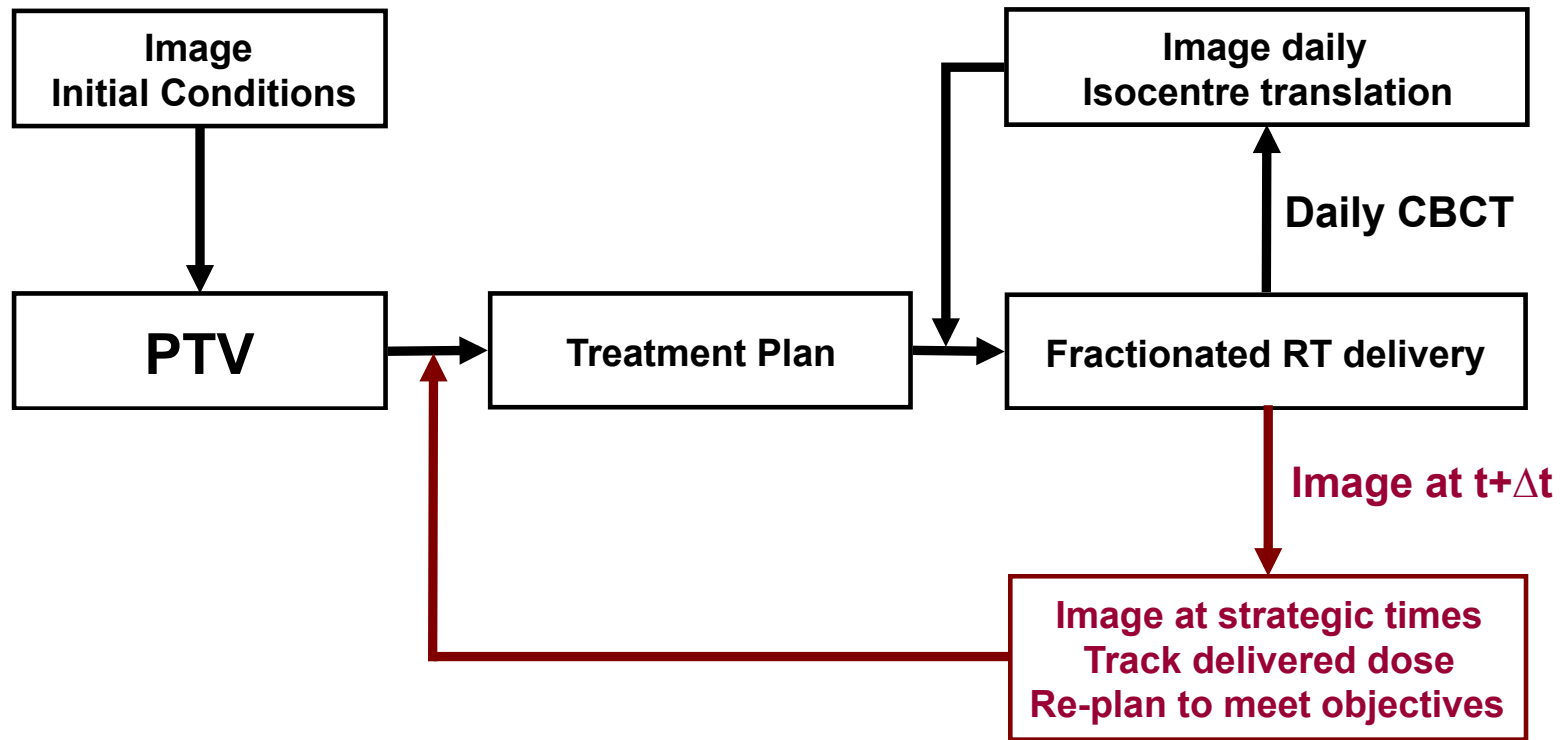 Image
Initial Conditions
Image daily
Isocentre translation
Daily CBCT
PTV
Treatment Plan
Fractionated RT delivery
Image at t+∆t
Image at strategic times
Track delivered dose
Re-plan to meet objectives